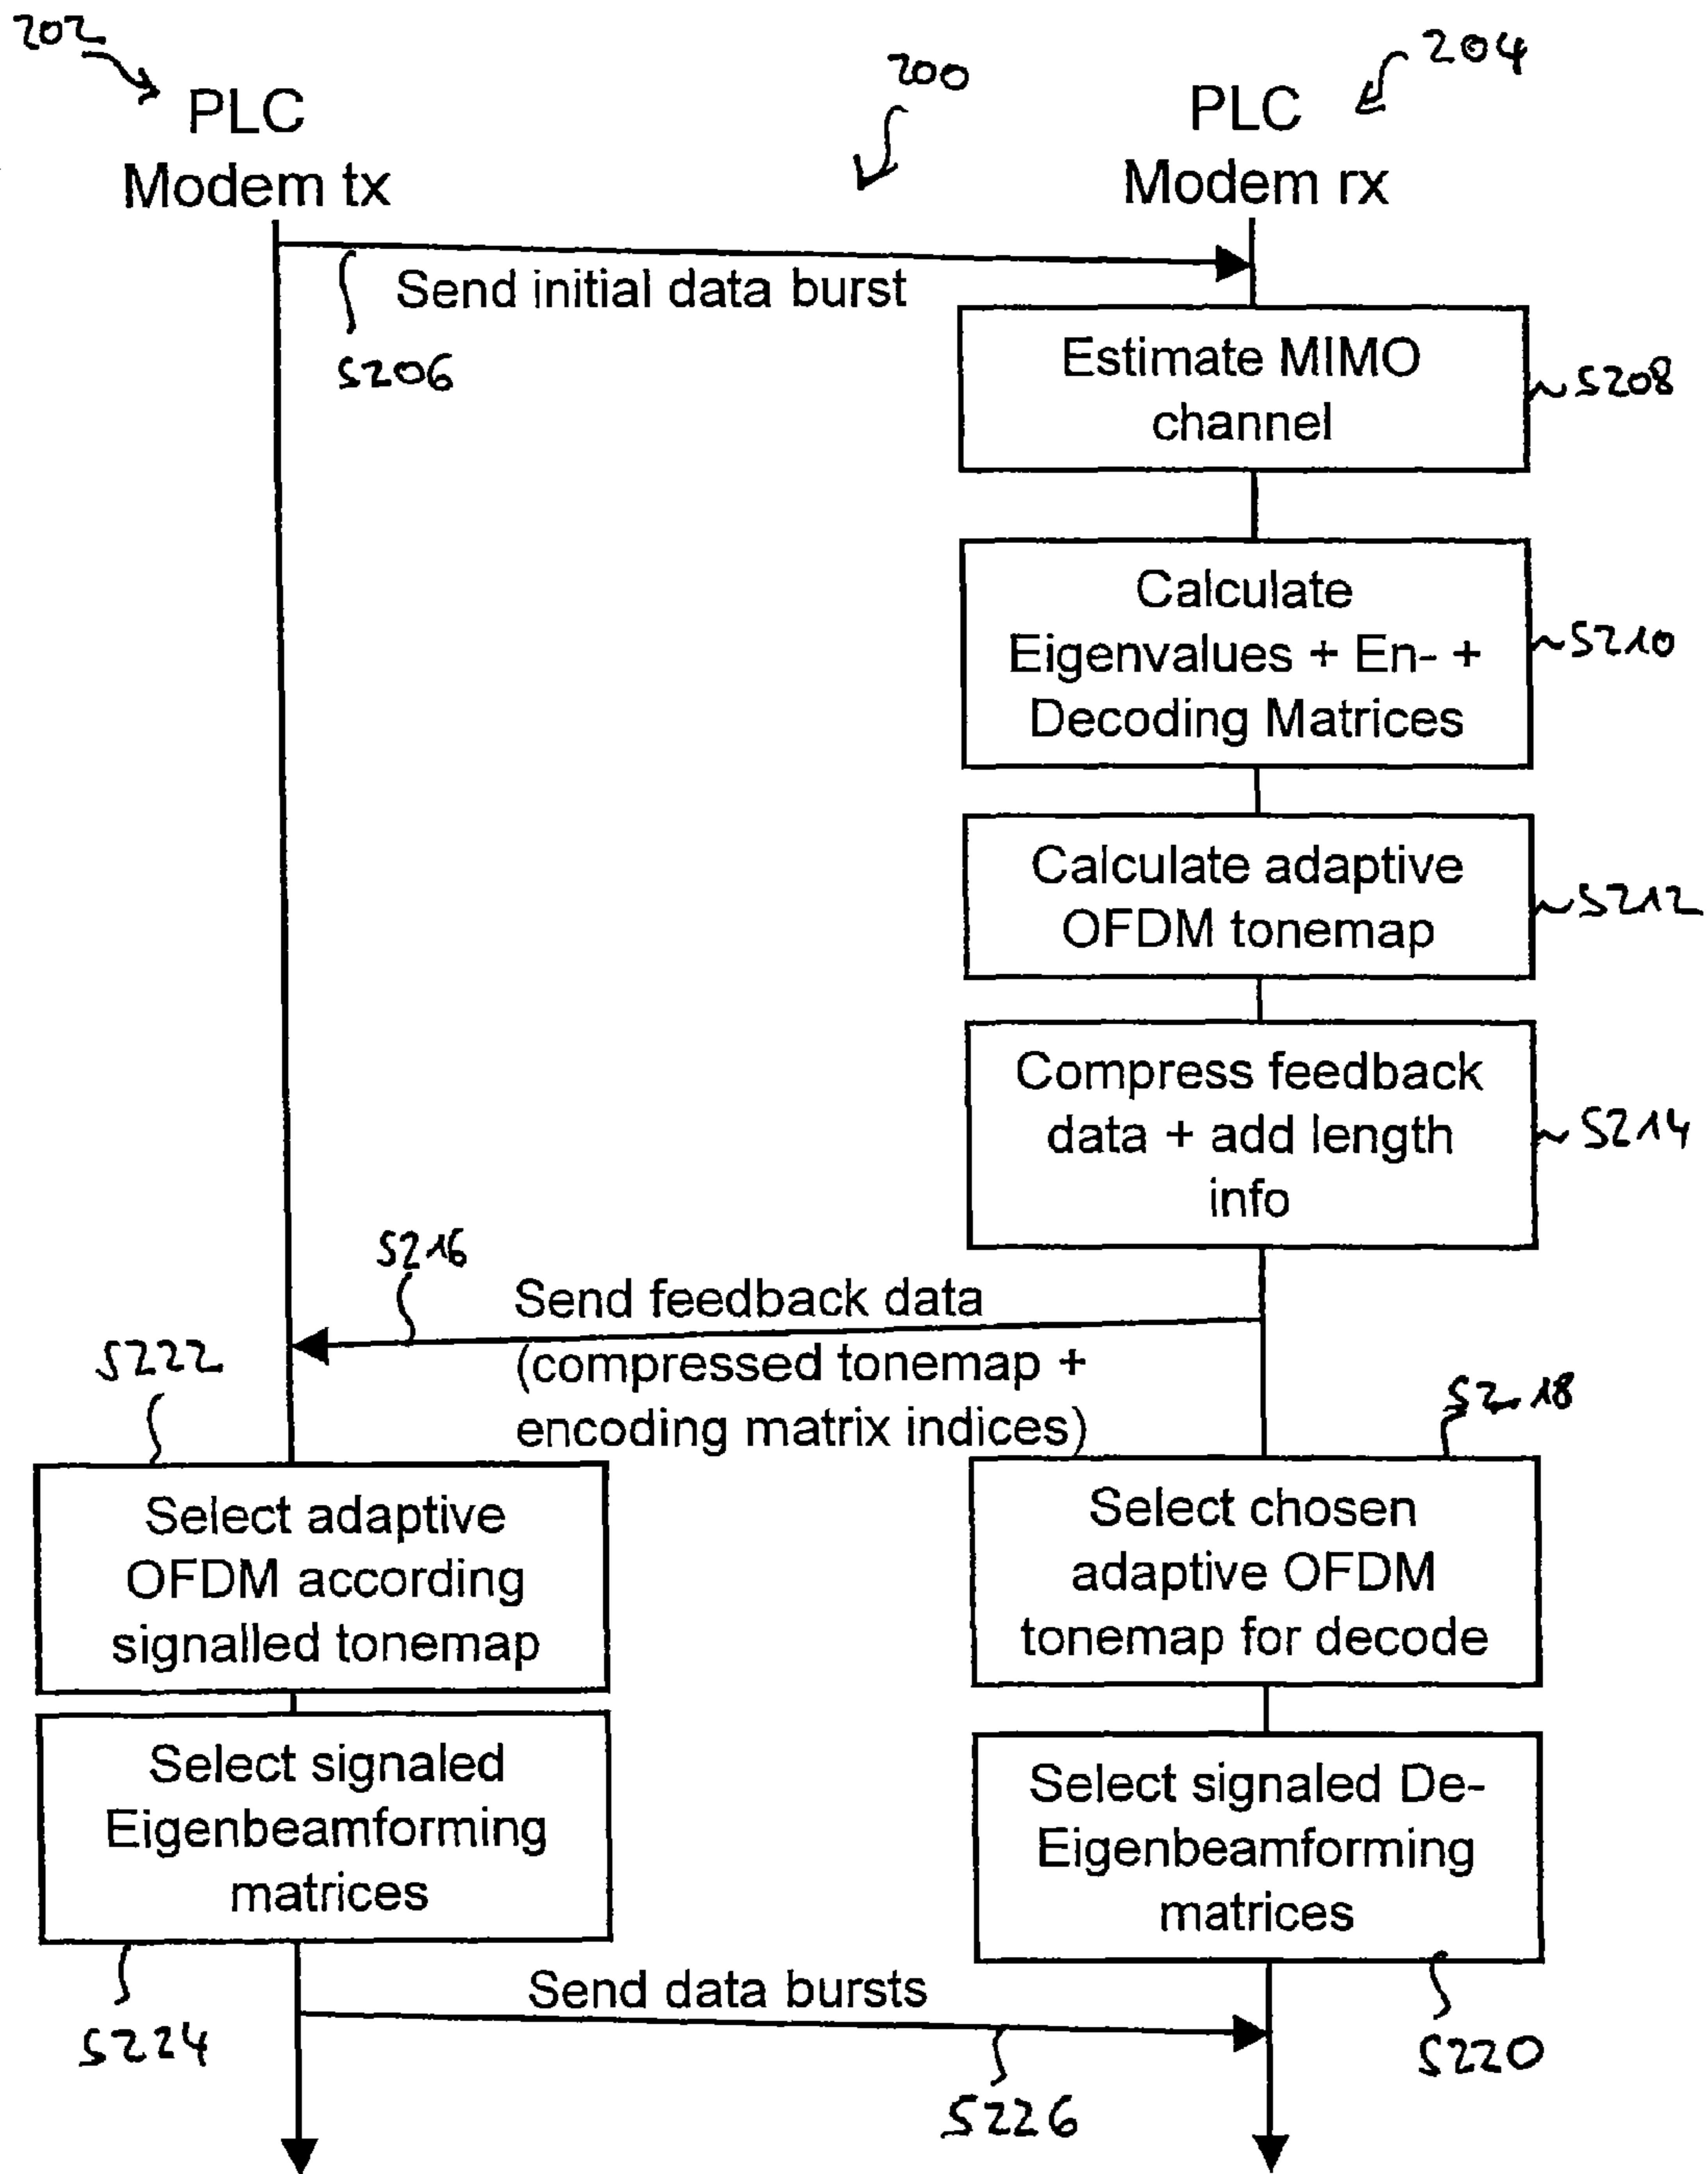 202
200
204
PLC
Modem tx
PLC
Modem rx
Send initial data burst
S206
Estimate MIMO
channel
S208
Calculate
Eigenvalues + En- +
Decoding Matrices
S210
Calculate adaptive
OFDM tonemap
S212
Compress feedback
data + add length
info
S214
S216
Send feedback data
(compressed tonemap +
encoding matrix indices)
S222
Select adaptive
OFDM according
signalled tonemap
S218
Select chosen
adaptive OFDM
tonemap for decode
Select signaled
Eigenbeamforming
matrices
Select signaled De-
Eigenbeamforming
matrices
S224
Send data bursts
S226
S220